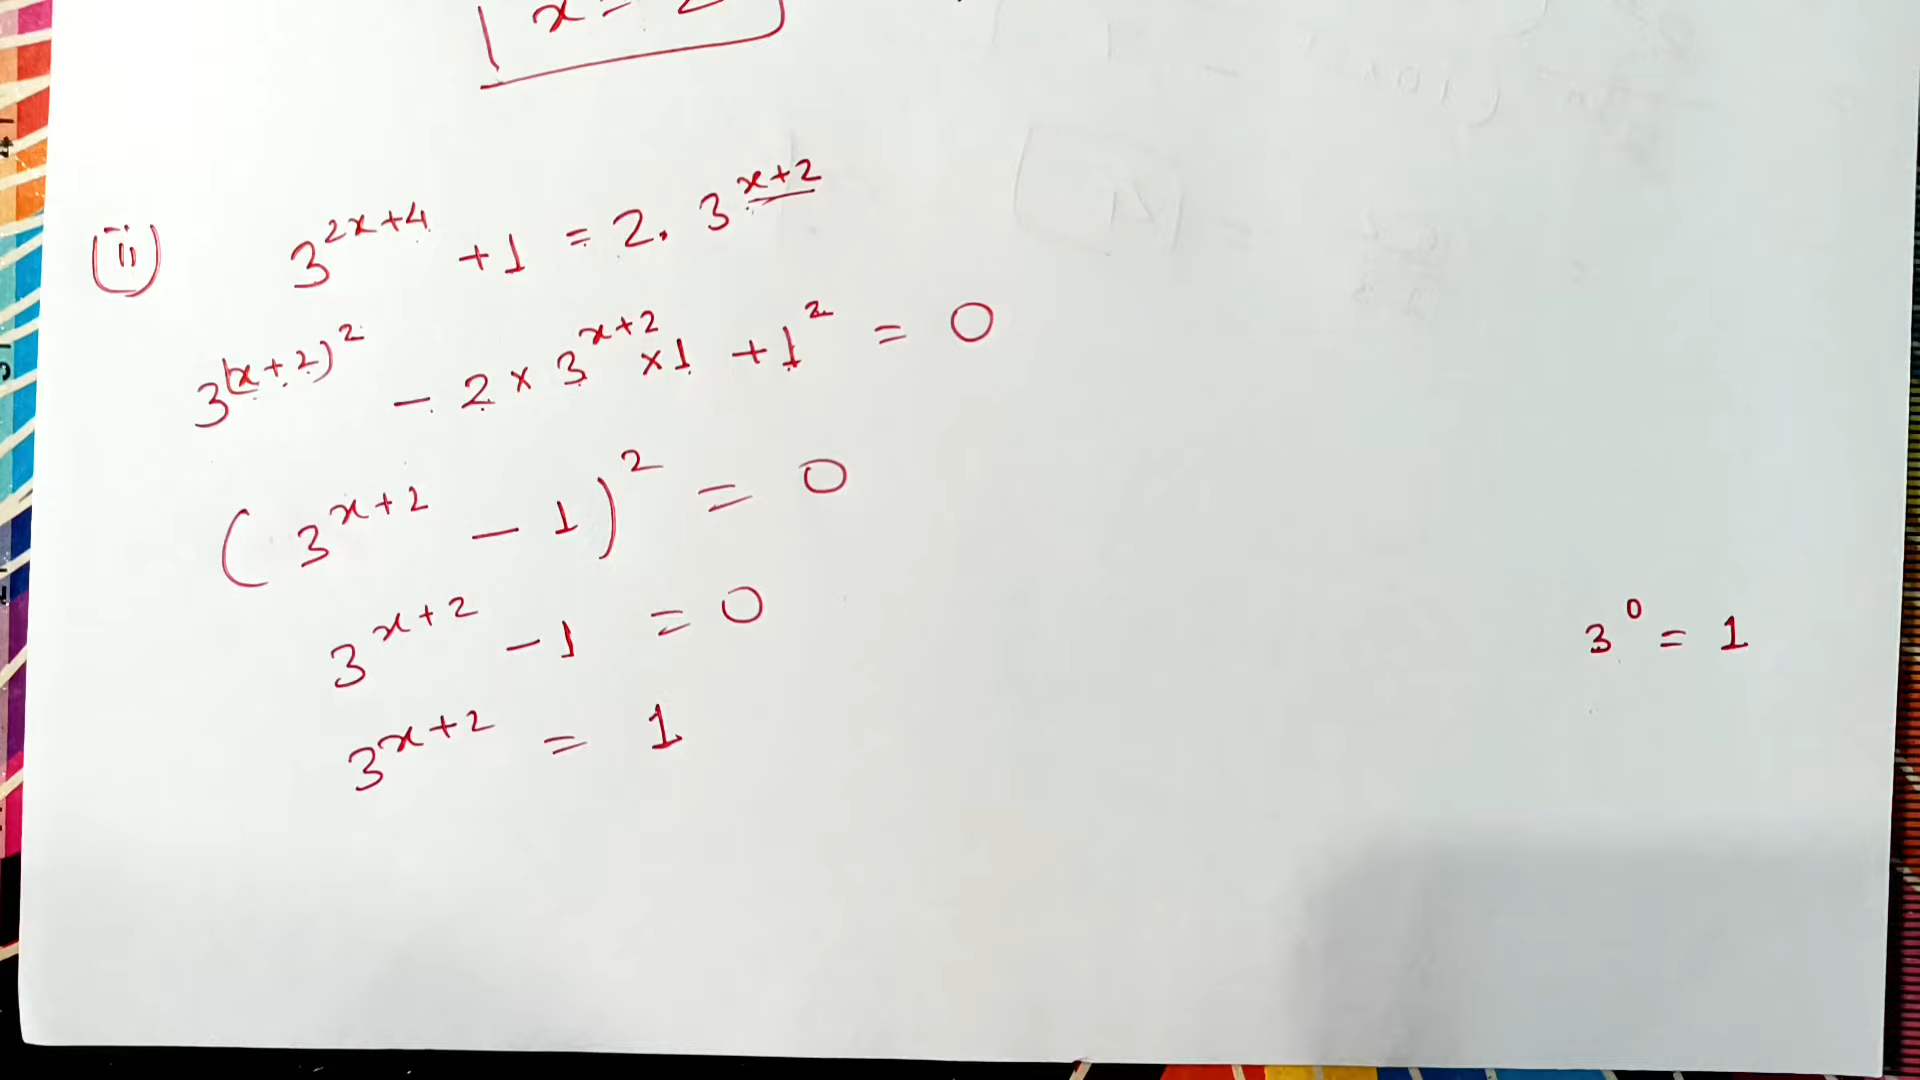 x = 2
(ii) 3^{2x+4} + 1 = 2. 3^{x+2}
3^{(x+2)^2} - 2 × 3^{x+2} × 1 + 1^2 = 0
(3^{x+2} - 1)^2 = 0
3^{x+2} - 1 = 0
3^0 = 1
3^{x+2} = 1